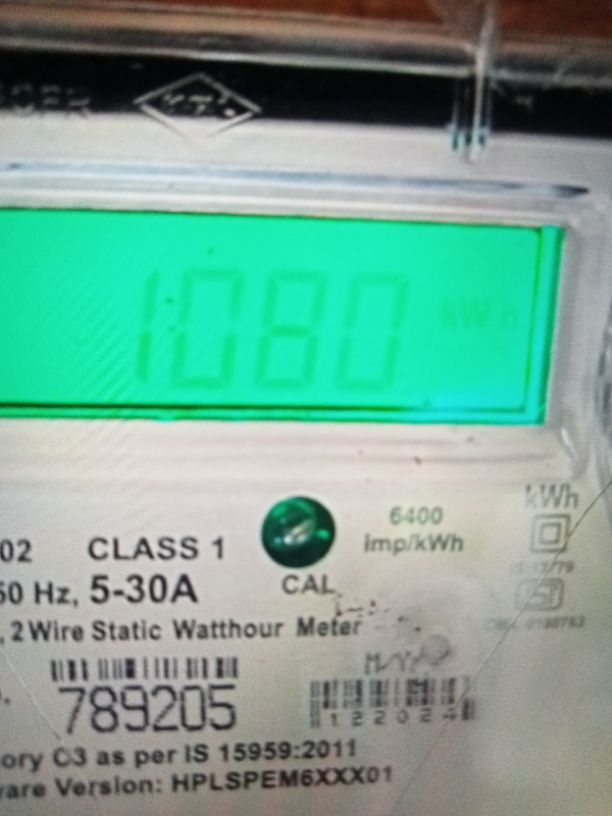 1080 kWh
6400
imp/kWh
kWh
02 CLASS 1
50 Hz, 5-30A
CAL
, 2 Wire Static Watthour Meter
M/Y
789205
122024
ory C3 as per IS 15959:2011
are Version: HPLSPEM6XXX01